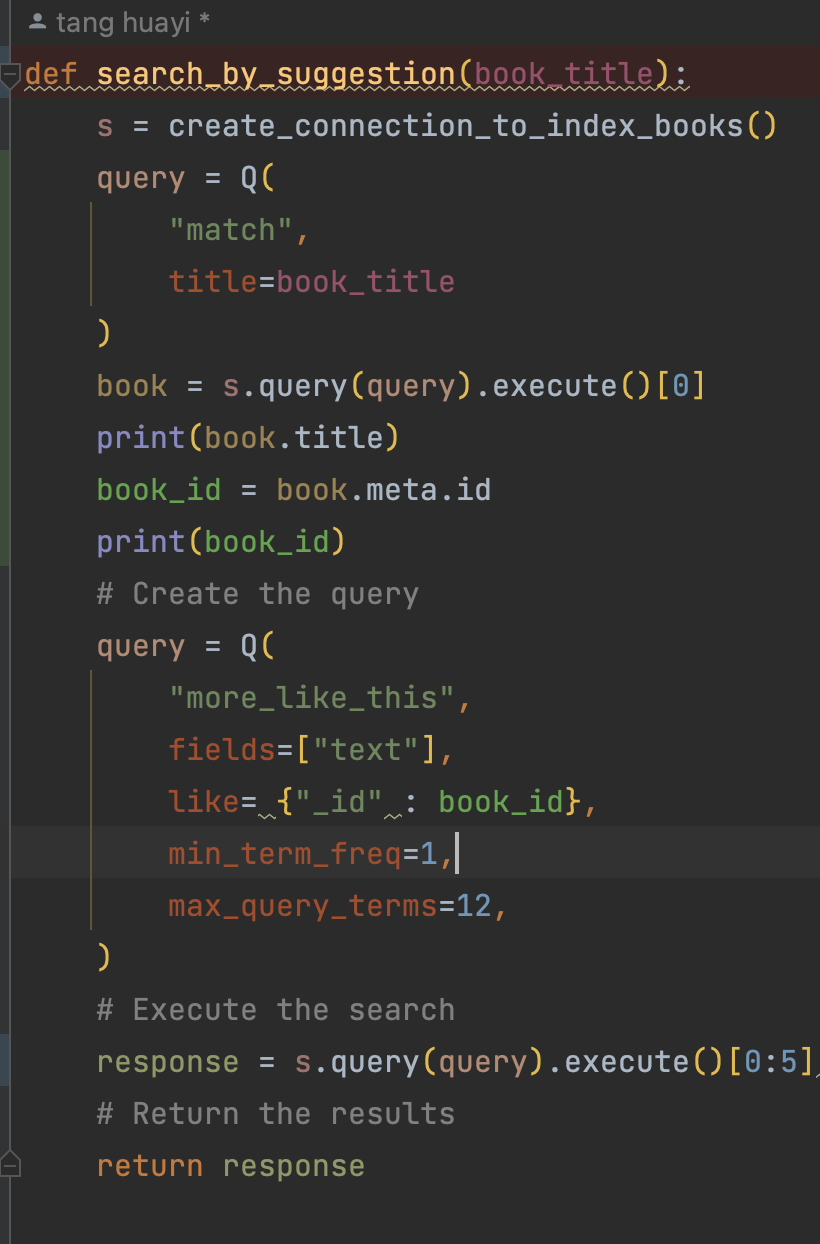 tang huayi *
def search_by_suggestion(book_title):
    s = create_connection_to_index_books()
    query = Q(
        "match",
        title=book_title
    )
    book = s.query(query).execute()[0]
    print(book.title)
    book_id = book.meta.id
    print(book_id)
    # Create the query
    query = Q(
        "more_like_this",
        fields=["text"],
        like= {"_id" : book_id},
        min_term_freq=1,
        max_query_terms=12,
    )
    # Execute the search
    response = s.query(query).execute()[0:5]
    # Return the results
    return response